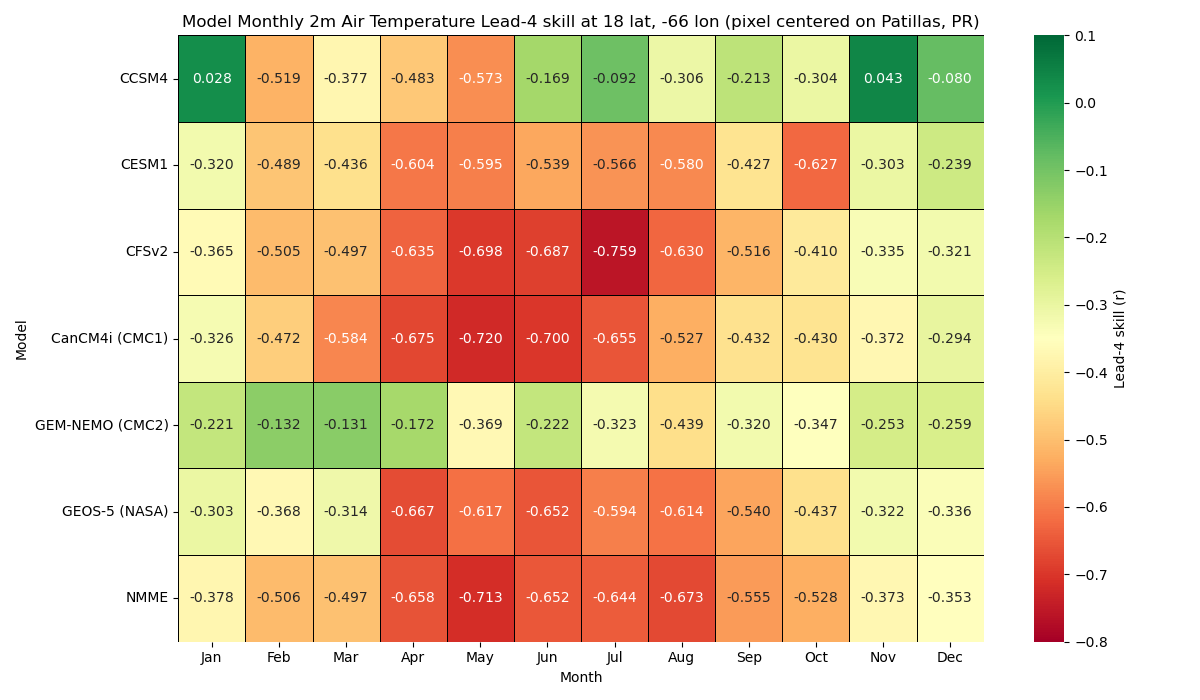 Model Monthly 2m Air Temperature Lead-4 skill at 18 lat, -66 lon (pixel centered on Patillas, PR)
Model
CCSM4 0.028 -0.519 -0.377 -0.483 -0.573 -0.169 -0.092 -0.306 -0.213 -0.304 0.043 -0.080
CESM1 -0.320 -0.489 -0.436 -0.604 -0.595 -0.539 -0.566 -0.580 -0.427 -0.627 -0.303 -0.239
CFSv2 -0.365 -0.505 -0.497 -0.635 -0.698 -0.687 -0.759 -0.630 -0.516 -0.410 -0.335 -0.321
CanCM4i (CMC1) -0.326 -0.472 -0.584 -0.675 -0.720 -0.700 -0.655 -0.527 -0.432 -0.430 -0.372 -0.294
GEM-NEMO (CMC2) -0.221 -0.132 -0.131 -0.172 -0.369 -0.222 -0.323 -0.439 -0.320 -0.347 -0.253 -0.259
GEOS-5 (NASA) -0.303 -0.368 -0.314 -0.667 -0.617 -0.652 -0.594 -0.614 -0.540 -0.437 -0.322 -0.336
NMME -0.378 -0.506 -0.497 -0.658 -0.713 -0.652 -0.644 -0.673 -0.555 -0.528 -0.373 -0.353
Jan Feb Mar Apr May Jun Jul Aug Sep Oct Nov Dec
Month
0.1
0.0
−0.1
−0.2
−0.3
−0.4
−0.5
−0.6
−0.7
−0.8
Lead-4 skill (r)